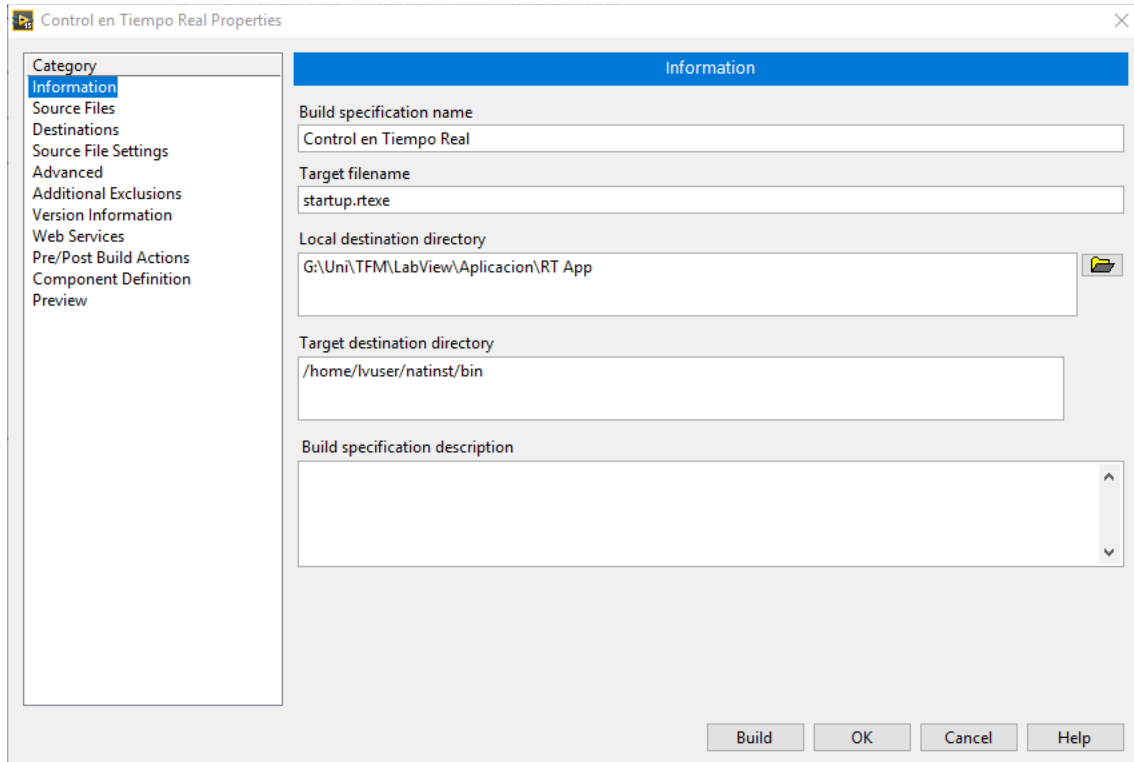 Control en Tiempo Real Properties
Category
Information
Source Files
Destinations
Source File Settings
Advanced
Additional Exclusions
Version Information
Web Services
Pre/Post Build Actions
Component Definition
Preview
Information
Build specification name
Control en Tiempo Real
Target filename
startup.rtexe
Local destination directory
G:\Uni\TFM\LabView\Aplicacion\RT App
Target destination directory
/home/lvuser/natinst/bin
Build specification description
Build OK Cancel Help